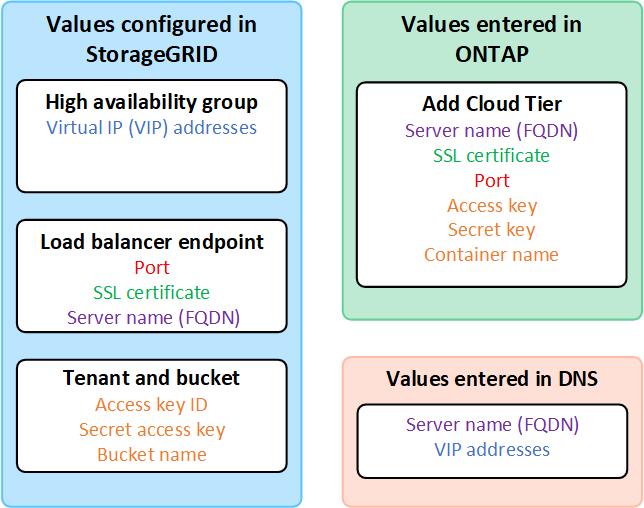 Values configured in
StorageGRID
High availability group
Virtual IP (VIP) addresses
Load balancer endpoint
Port
SSL certificate
Server name (FQDN)
Tenant and bucket
Access key ID
Secret access key
Bucket name
Values entered in
ONTAP
Add Cloud Tier
Server name (FQDN)
SSL certificate
Port
Access key
Secret key
Container name
Values entered in DNS
Server name (FQDN)
VIP addresses